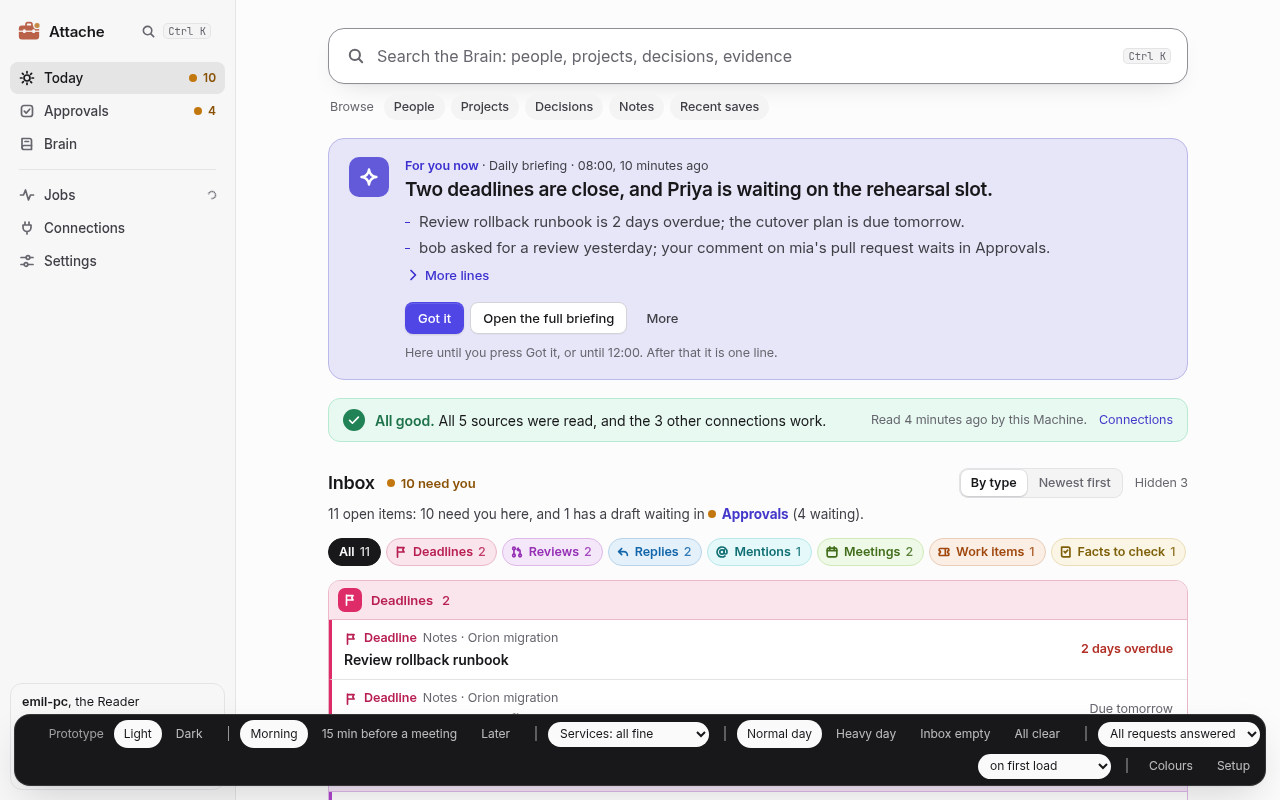 Attache
Ctrl K
Today 10
Approvals 4
Brain
Jobs
Connections
Settings
emil-pc, the Reader
Search the Brain: people, projects, decisions, evidence
Ctrl K
Browse People Projects Decisions Notes Recent saves
For you now · Daily briefing · 08:00, 10 minutes ago
Two deadlines are close, and Priya is waiting on the rehearsal slot.
- Review rollback runbook is 2 days overdue; the cutover plan is due tomorrow.
- bob asked for a review yesterday; your comment on mia's pull request waits in Approvals.
More lines
Got it Open the full briefing More
Here until you press Got it, or until 12:00. After that it is one line.
All good. All 5 sources were read, and the 3 other connections work. Read 4 minutes ago by this Machine. Connections
Inbox 10 need you By type Newest first Hidden 3
11 open items: 10 need you here, and 1 has a draft waiting in Approvals (4 waiting).
All 11 Deadlines 2 Reviews 2 Replies 2 Mentions 1 Meetings 2 Work items 1 Facts to check 1
Deadlines 2
Deadline Notes · Orion migration
Review rollback runbook
2 days overdue
Deadline Notes · Orion migration
Due tomorrow
Prototype Light Dark | Morning 15 min before a meeting Later | Services: all fine | Normal day Heavy day Inbox empty All clear | All requests answered
on first load | Colours Setup